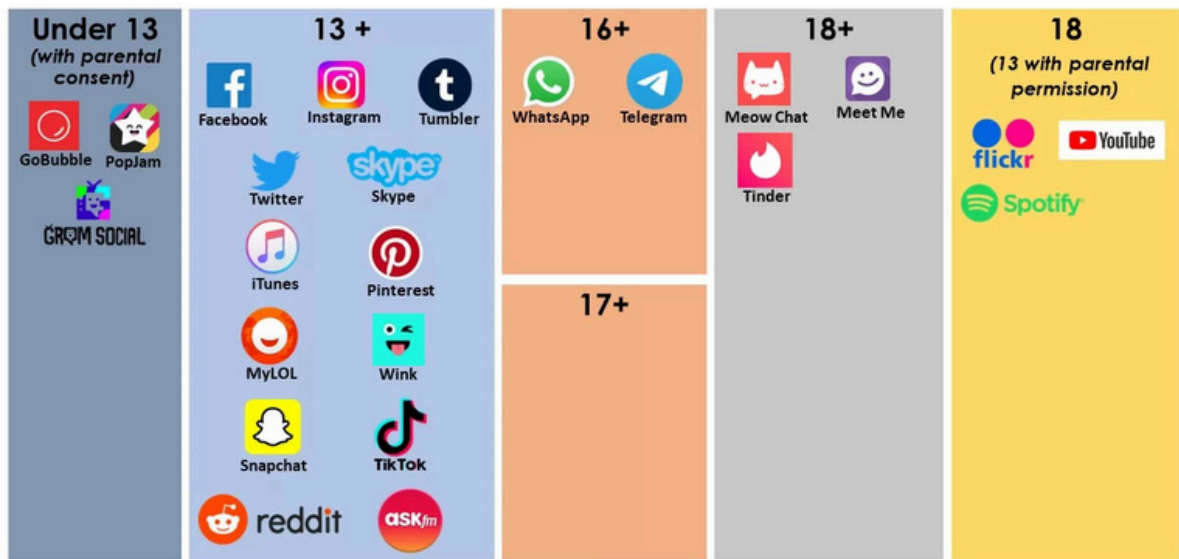 Under 13
(with parental
consent)
GoBubble
PopJam
GROM SOCIAL
13 +
f
Facebook
Instagram
t
Tumbler
Twitter
skype
Skype
iTunes
Pinterest
MyLOL
Wink
Snapchat
TikTok
reddit
ASKfm
16+
WhatsApp
Telegram
17+
18+
Meow Chat
Meet Me
Tinder
18
(13 with parental
permission)
flickr
YouTube
Spotify